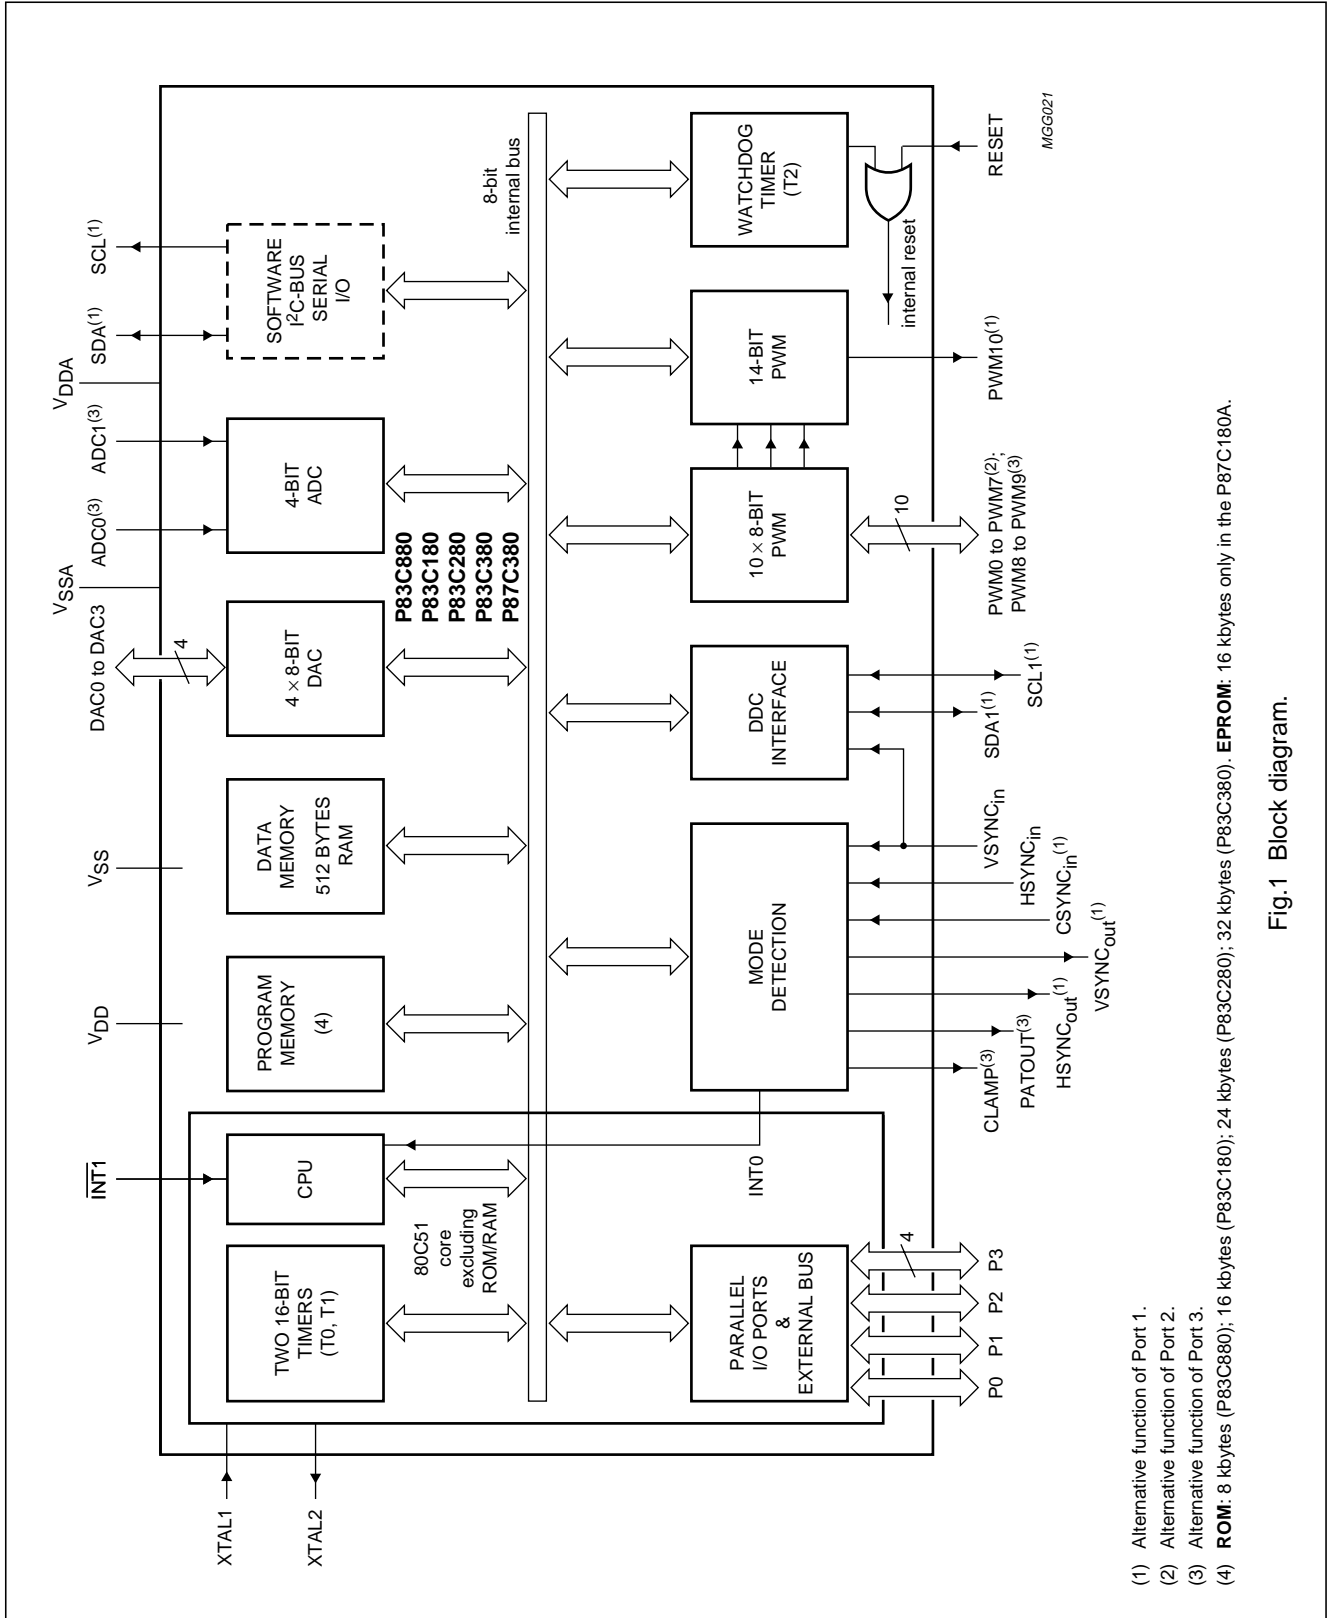 V_DD
V_SS
DAC0 to DAC3
V_SSA
ADC0(3)
ADC1(3)
V_DDA
SDA(1)
SCL(1)
INT1
XTAL1
XTAL2
TWO 16-BIT
TIMERS
(T0, T1)
CPU
PROGRAM
MEMORY
(4)
DATA
MEMORY
512 BYTES
RAM
4
4 × 8-BIT
DAC
4-BIT
ADC
SOFTWARE
I2C-BUS
SERIAL
I/O
80C51
core
excluding
ROM/RAM
P83C880
P83C180
P83C280
P83C380
P87C380
8-bit
internal bus
PARALLEL
I/O PORTS
&
EXTERNAL BUS
INT0
MODE
DETECTION
DDC
INTERFACE
10 × 8-BIT
PWM
14-BIT
PWM
WATCHDOG
TIMER
(T2)
internal reset
4
10
P0
P1
P2
P3
CLAMP(3)
PATOUT(3)
HSYNCout(1)
VSYNCout(1)
CSYNCin(1)
HSYNCin
VSYNCin
SDA1(1)
SCL1(1)
PWM0 to PWM7(2);
PWM8 to PWM9(3)
PWM10(1)
RESET
MGG021
(1) Alternative function of Port 1.
(2) Alternative function of Port 2.
(3) Alternative function of Port 3.
(4) ROM: 8 kbytes (P83C880); 16 kbytes (P83C180); 24 kbytes (P83C280); 32 kbytes (P83C380). EPROM: 16 kbytes only in the P87C180A.
Fig.1 Block diagram.